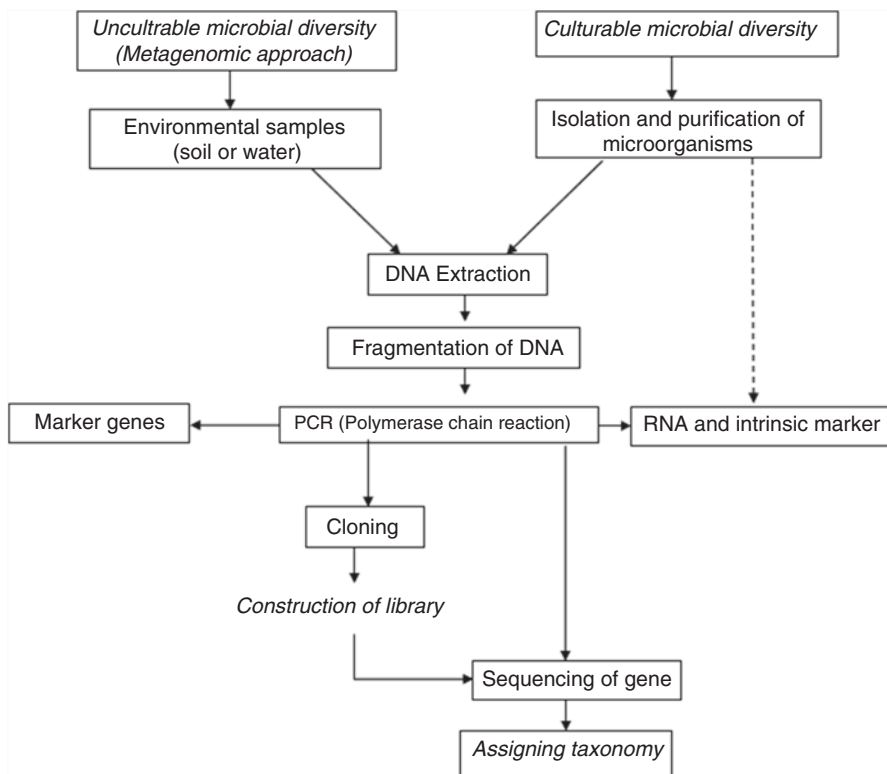 Uncultrable microbial diversity
(Metagenomic approach)
Culturable microbial diversity
Environmental samples
(soil or water)
Isolation and purification of
microorganisms
DNA Extraction
Fragmentation of DNA
Marker genes
PCR (Polymerase chain reaction)
RNA and intrinsic marker
Cloning
Construction of library
Sequencing of gene
Assigning taxonomy